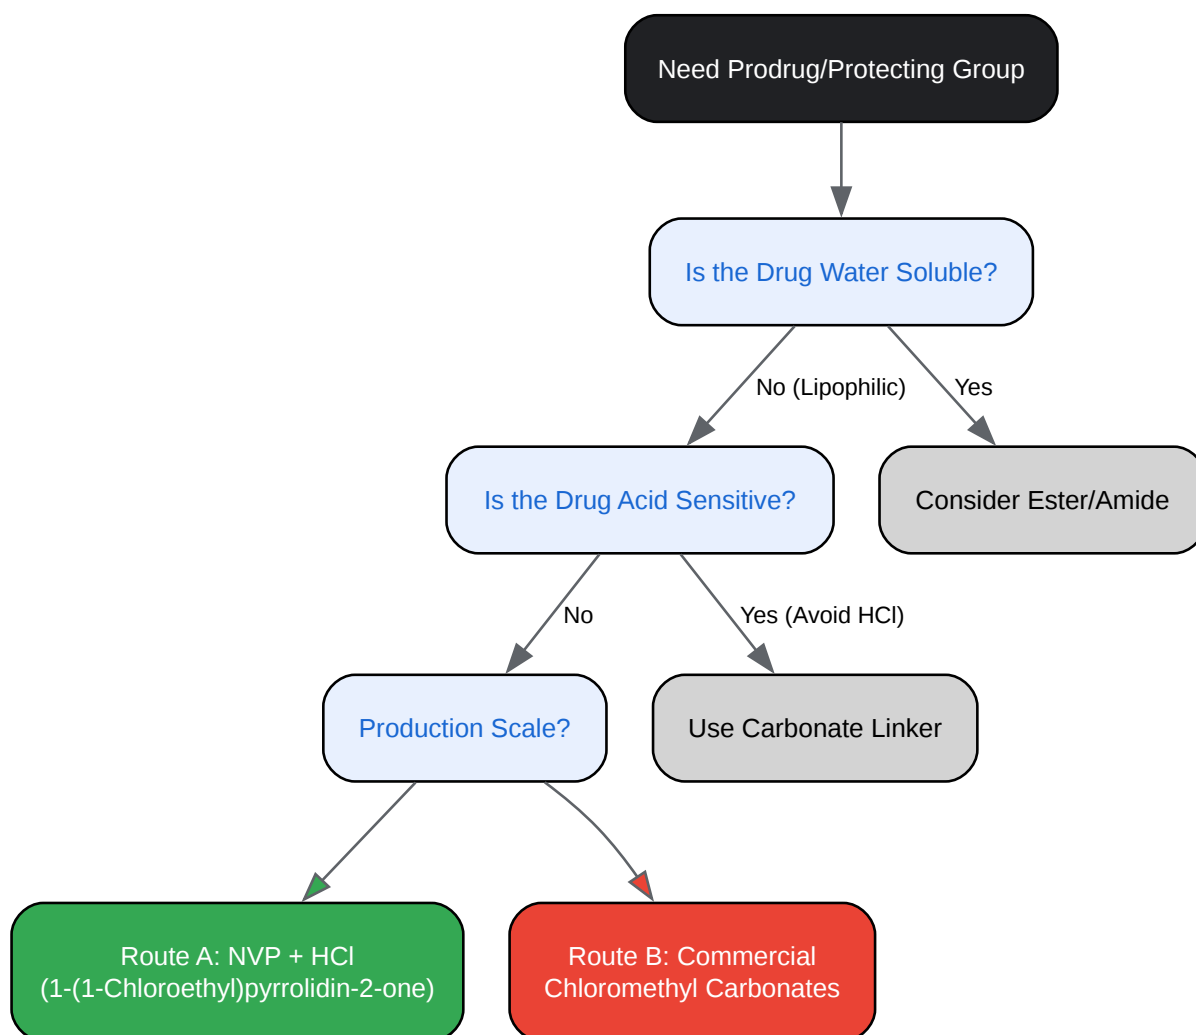 Need Prodrug/Protecting Group
Is the Drug Water Soluble?
No (Lipophilic)
Yes
Is the Drug Acid Sensitive?
Consider Ester/Amide
No
Yes (Avoid HCl)
Production Scale?
Use Carbonate Linker
Route A: NVP + HCl
(1-(1-Chloroethyl)pyrrolidin-2-one)
Route B: Commercial
Chloromethyl Carbonates